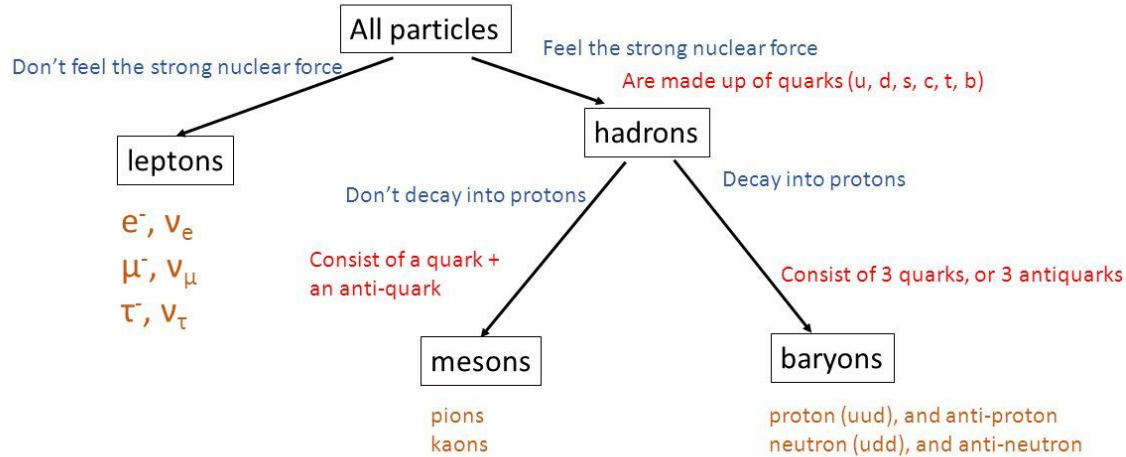 All particles
Don't feel the strong nuclear force
Feel the strong nuclear force
Are made up of quarks (u, d, s, c, t, b)
leptons
hadrons
e⁻, νₑ
μ⁻, ν_μ
τ⁻, ν_τ
Don't decay into protons
Decay into protons
Consist of a quark +
an anti-quark
Consist of 3 quarks, or 3 antiquarks
mesons
baryons
pions
kaons
proton (uud), and anti-proton
neutron (udd), and anti-neutron